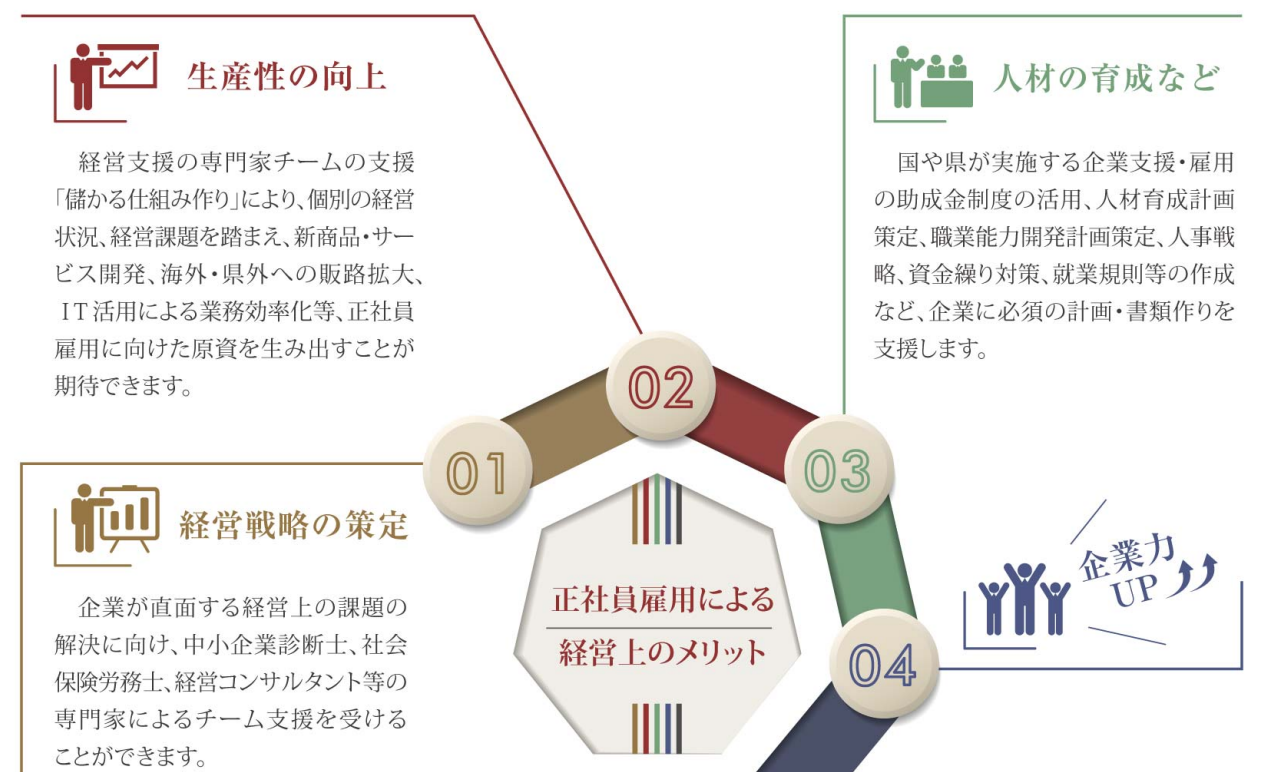 生産性の向上
経営支援の専門家チームの支援
「儲かる仕組み作り」により、個別の経営
状況、経営課題を踏まえ、新商品・サー
ビス開発、海外・県外への販路拡大、
IT活用による業務効率化等、正社員
雇用に向けた原資を生み出すことが
期待できます。
人材の育成など
国や県が実施する企業支援・雇用
の助成金制度の活用、人材育成計画
策定、職業能力開発計画策定、人事戦
略、資金繰り対策、就業規則等の作成
など、企業に必須の計画・書類作りを
支援します。
02
01
03
経営戦略の策定
企業が直面する経営上の課題の
解決に向け、中小企業診断士、社会
保険労務士、経営コンサルタント等の
専門家によるチーム支援を受ける
ことができます。
正社員雇用による
経営上のメリット
04
企業力
UP